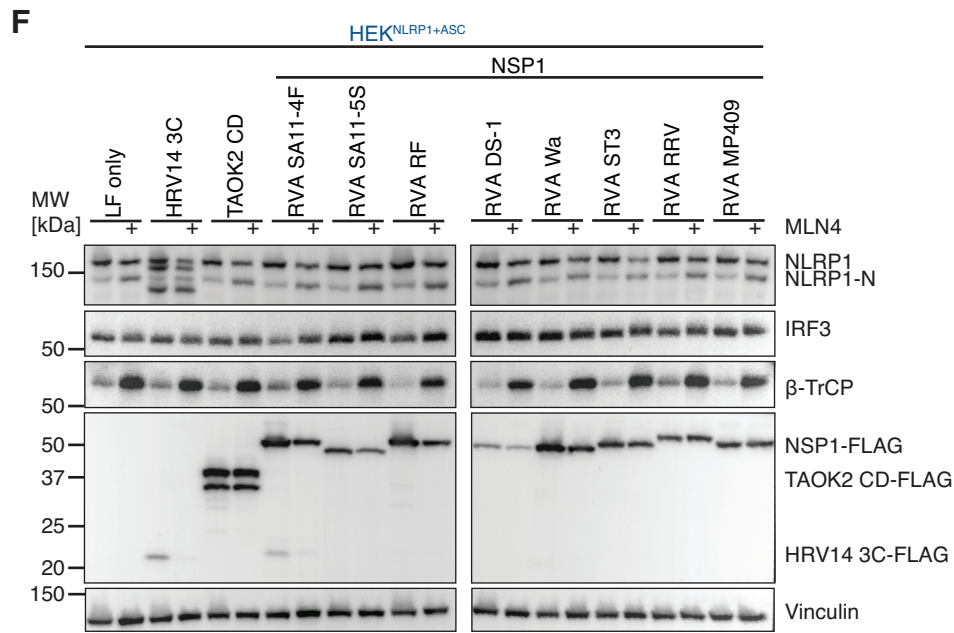 F
HEK^NLRP1+ASC
NSP1
LF only
HRV14 3C
TAOK2 CD
RVA SA11-4F
RVA SA11-5S
RVA RF
RVA DS-1
RVA Wa
RVA ST3
RVA RRV
RVA MP409
MW
[kDa]
+ + + + + + + + + + + MLN4
150
NLRP1
NLRP1-N
50
IRF3
50
β-TrCP
50
37
25
20
NSP1-FLAG
TAOK2 CD-FLAG
HRV14 3C-FLAG
150
Vinculin